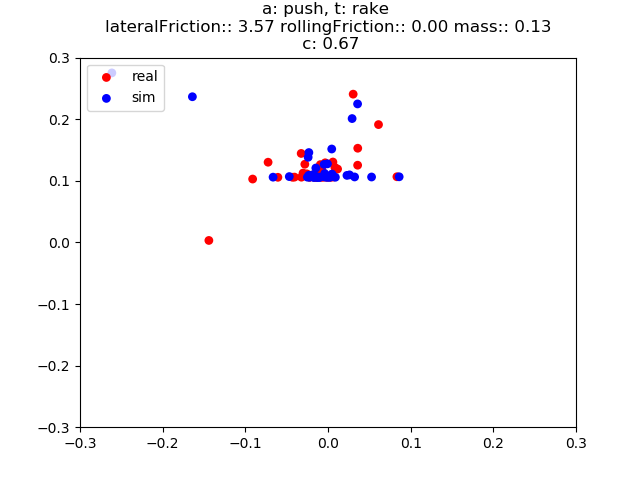 a: push, t: rake
lateralFriction:: 3.57 rollingFriction:: 0.00 mass:: 0.13
c: 0.67
real
sim
0.3
0.2
0.1
0.0
−0.1
−0.2
−0.3
−0.3
−0.2
−0.1
0.0
0.1
0.2
0.3